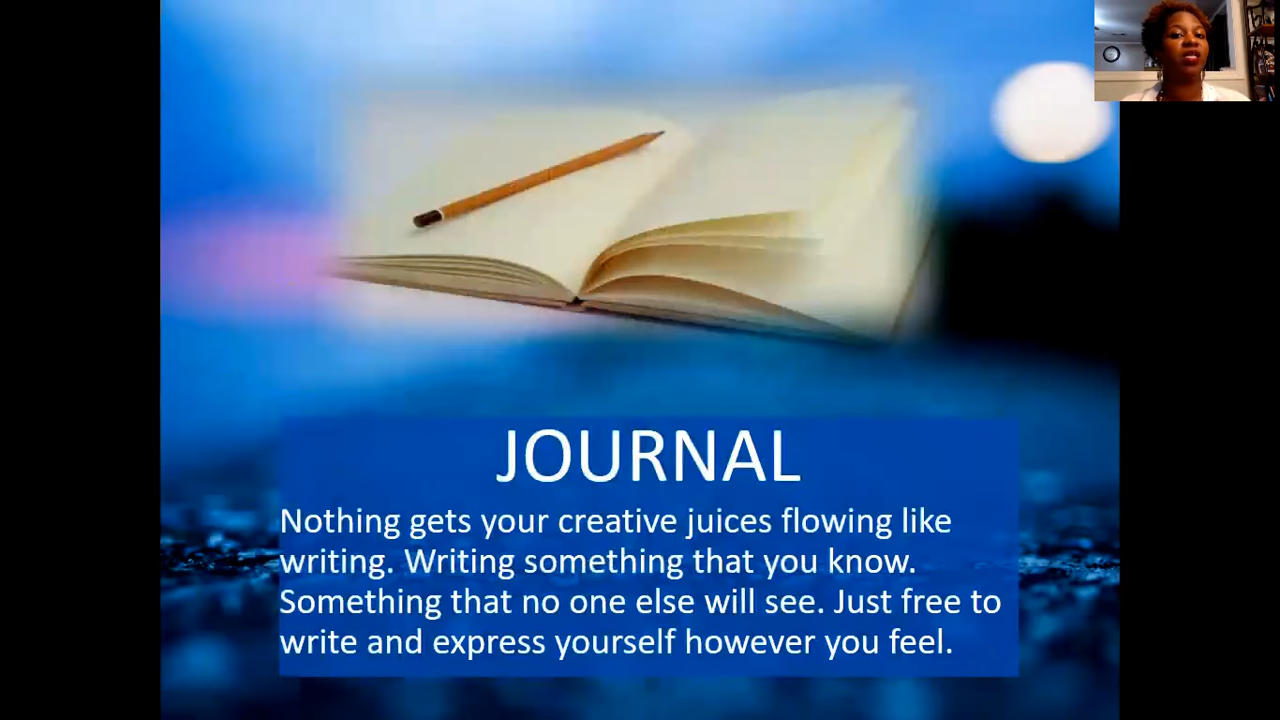 JOURNAL
Nothing gets your creative juices flowing like
writing. Writing something that you know.
Something that no one else will see. Just free to
write and express yourself however you feel.